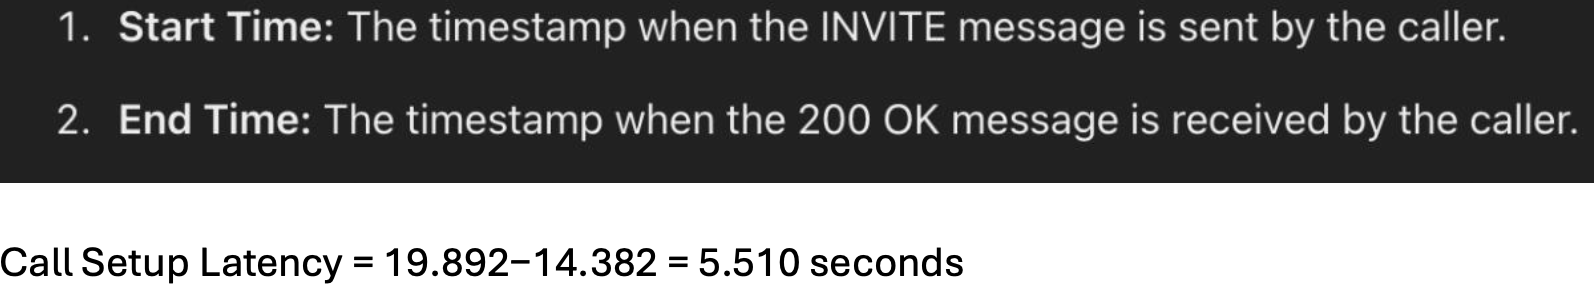 1. Start Time: The timestamp when the INVITE message is sent by the caller.
2. End Time: The timestamp when the 200 OK message is received by the caller.
Call Setup Latency = 19.892−14.382 = 5.510 seconds